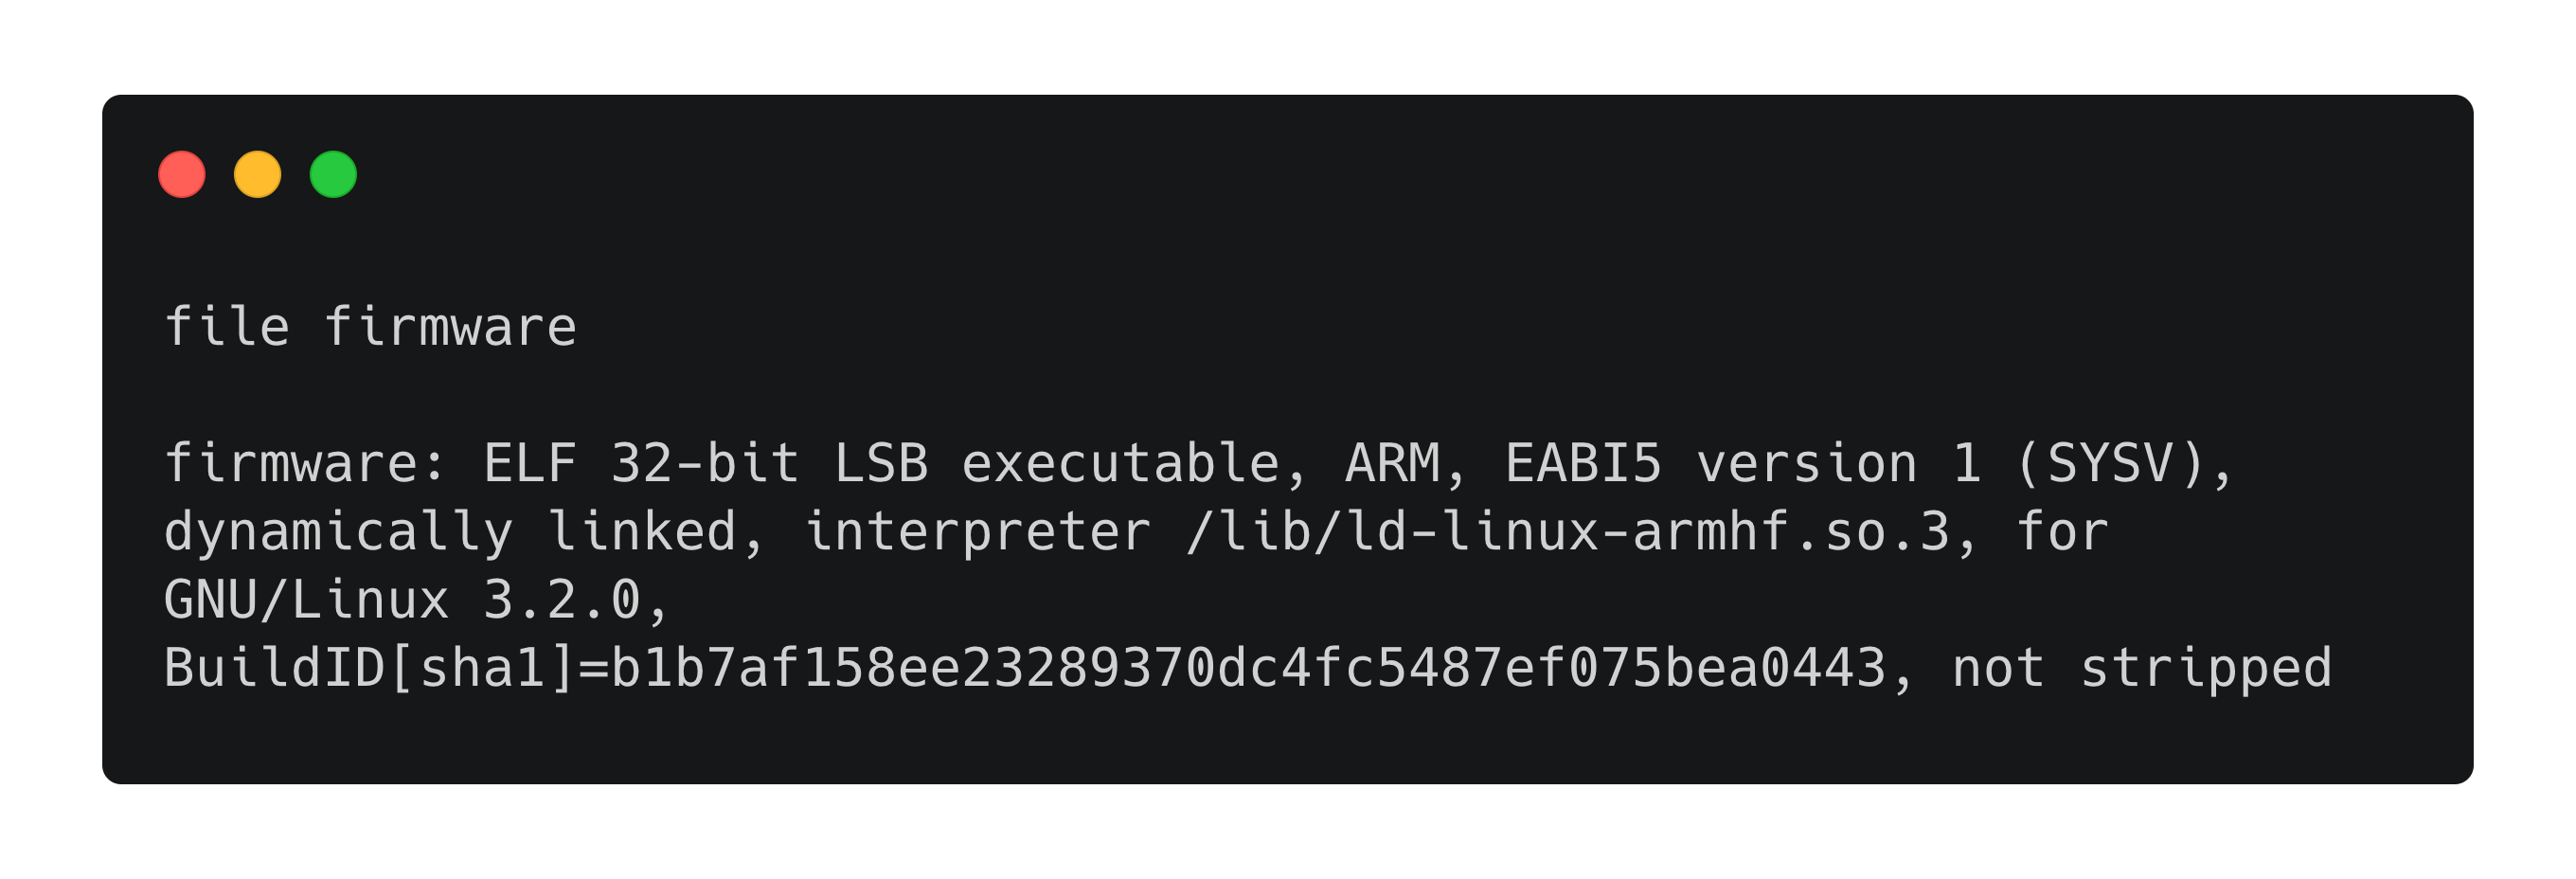 file firmware
firmware: ELF 32-bit LSB executable, ARM, EABI5 version 1 (SYSV),
dynamically linked, interpreter /lib/ld-linux-armhf.so.3, for
GNU/Linux 3.2.0,
BuildID[sha1]=b1b7af158ee23289370dc4fc5487ef075bea0443, not stripped